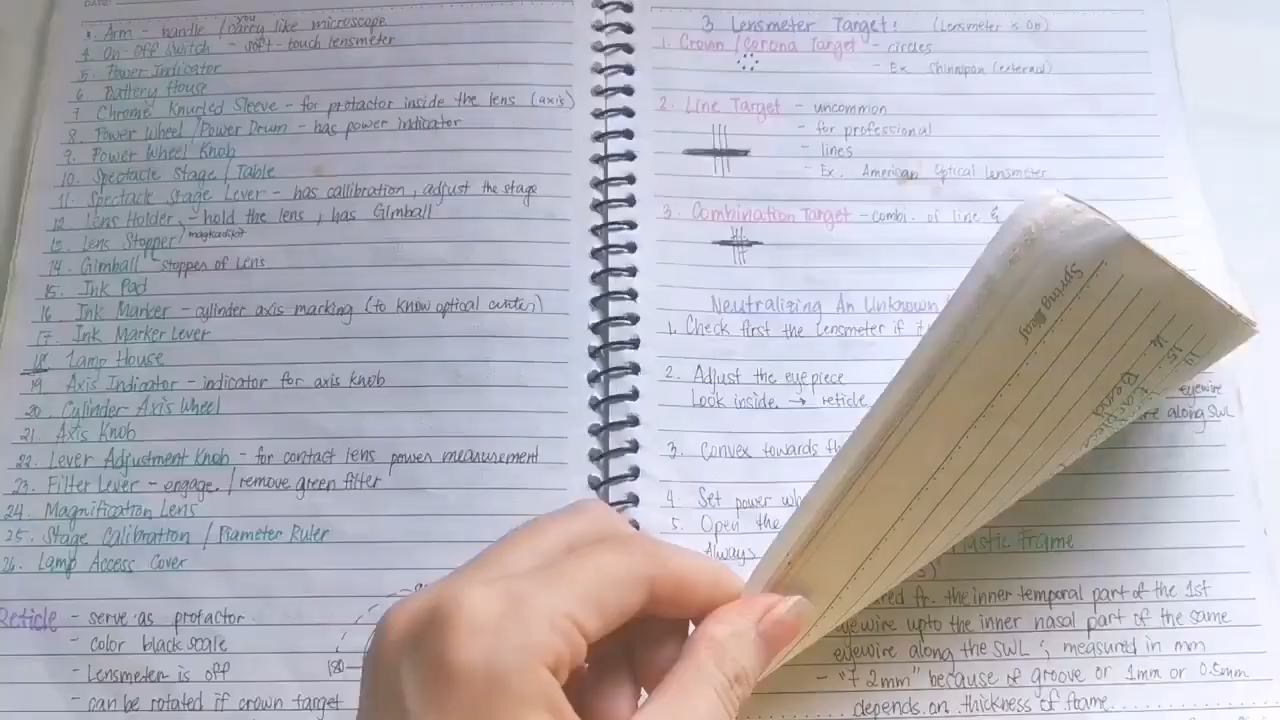 DATE:
3. Arm - handle / you carry like microscope
4. On-Off Switch - soft-touch lensmeter
5. Power Indicator
6. Battery House
7. Chrome Knurled Sleeve - for protactor inside the lens (axis)
8. Power Wheel / Power Drum - has power indicator
9. Power Wheel Knob
10. Spectacle Stage / Table
11. Spectacle Stage Lever - has callibration, adjust the stage
12. Lens Holder - hold the lens, has Gimball
13. Lens Stopper
14. Gimball stopper of lens
15. Ink Pad
16. Ink Marker - cylinder axis marking (to know optical center)
17. Ink Marker Lever
18. Lamp House
19. Axis Indicator - indicator for axis knob
20. Cylinder Axis Wheel
21. Axis Knob
22. Lever Adjustment Knob - for contact lens power measurement
23. Filter Lever - engage / remove green filter
24. Magnification Lens
25. Stage Calibration / Diameter Ruler
26. Lamp Access Cover
Reticle - serve as protactor
- color black scale
- Lensmeter is off
- can be rotated if crown target
180
3 Lensmeter Target: (Lensmeter is On)
1. Crown / Corona Target - circles
- Ex. Shinnipon (external)
2. Line Target - uncommon
- for professional
- lines
- Ex. American Optical Lensmeter
3. Combination Target - combi. of line &
Neutralizing An Unknown
1. Check first the lensmeter if
2. Adjust the eyepiece
Look inside → reticle
3. Convex towards
4. Set power
5. Open the
Always
Spring Leaf
14
15
eyewire
along SWL
Plastic Frame
fr. the inner temporal part of the 1st
eyewire upto the inner nasal part of the same
eyewire along the SWL ; measured in mm
- "+ 2mm" because of groove or 1mm or 0.5mm
depends on thickness of frame